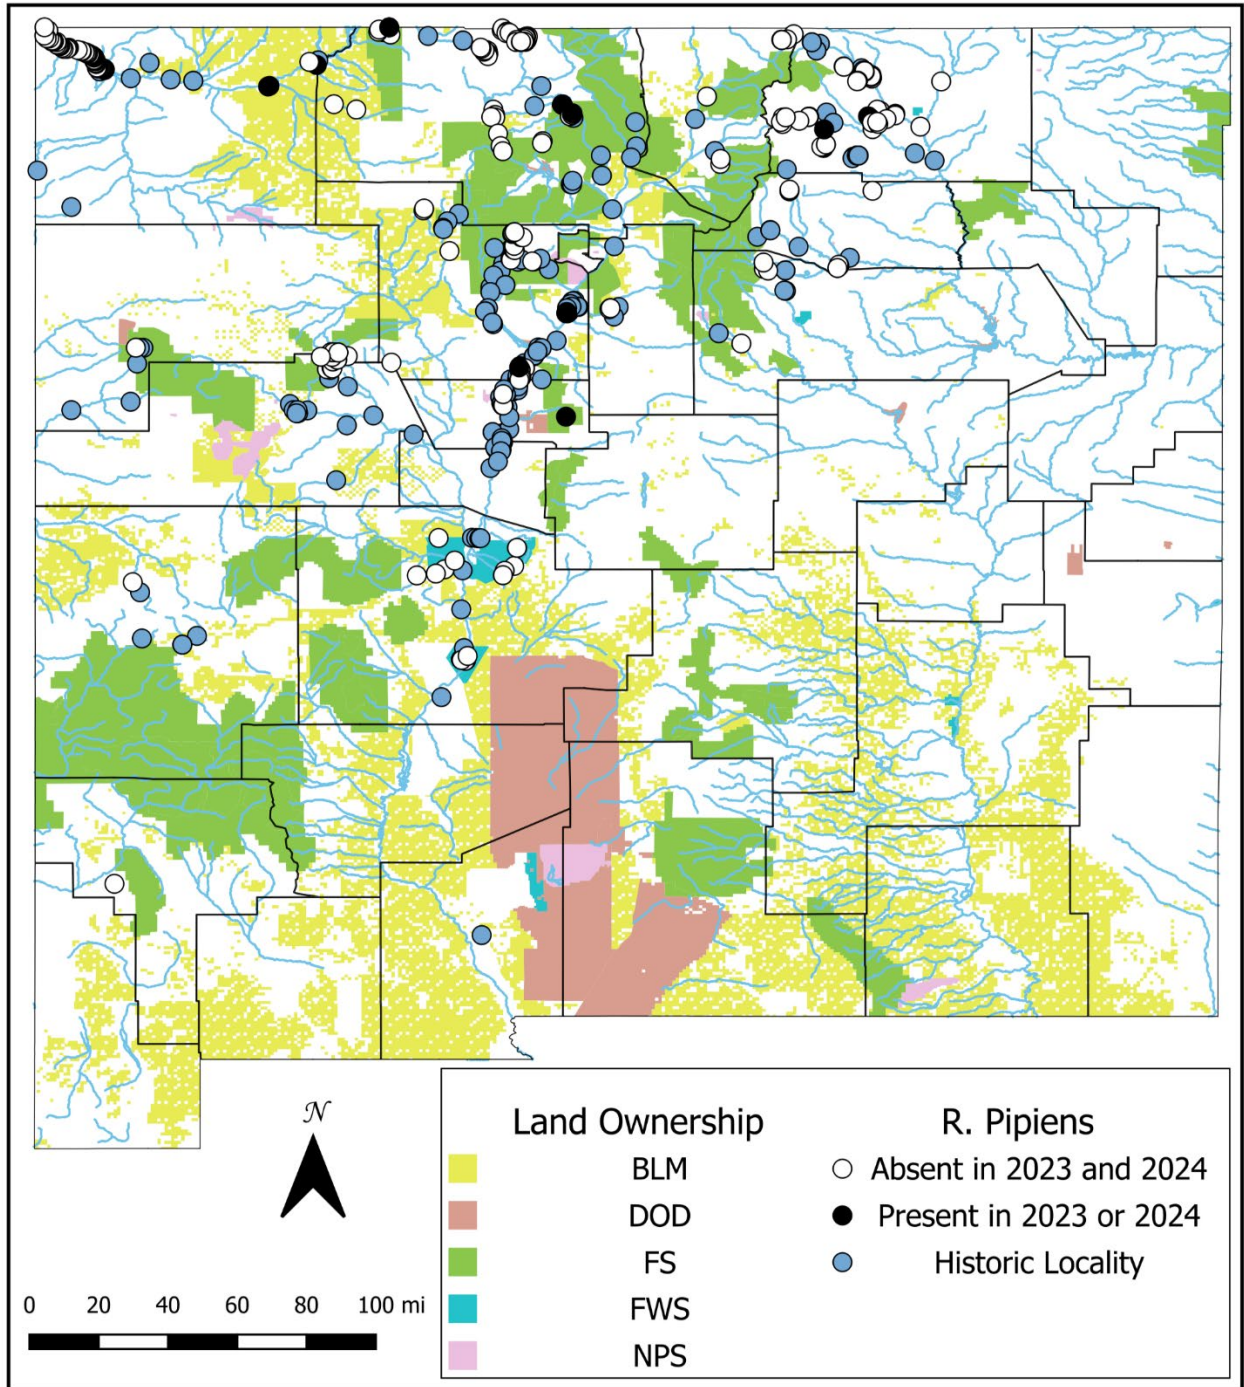 N
Land Ownership
BLM
DOD
FS
FWS
NPS
R. Pipiens
Absent in 2023 and 2024
Present in 2023 or 2024
Historic Locality
0 20 40 60 80 100 mi